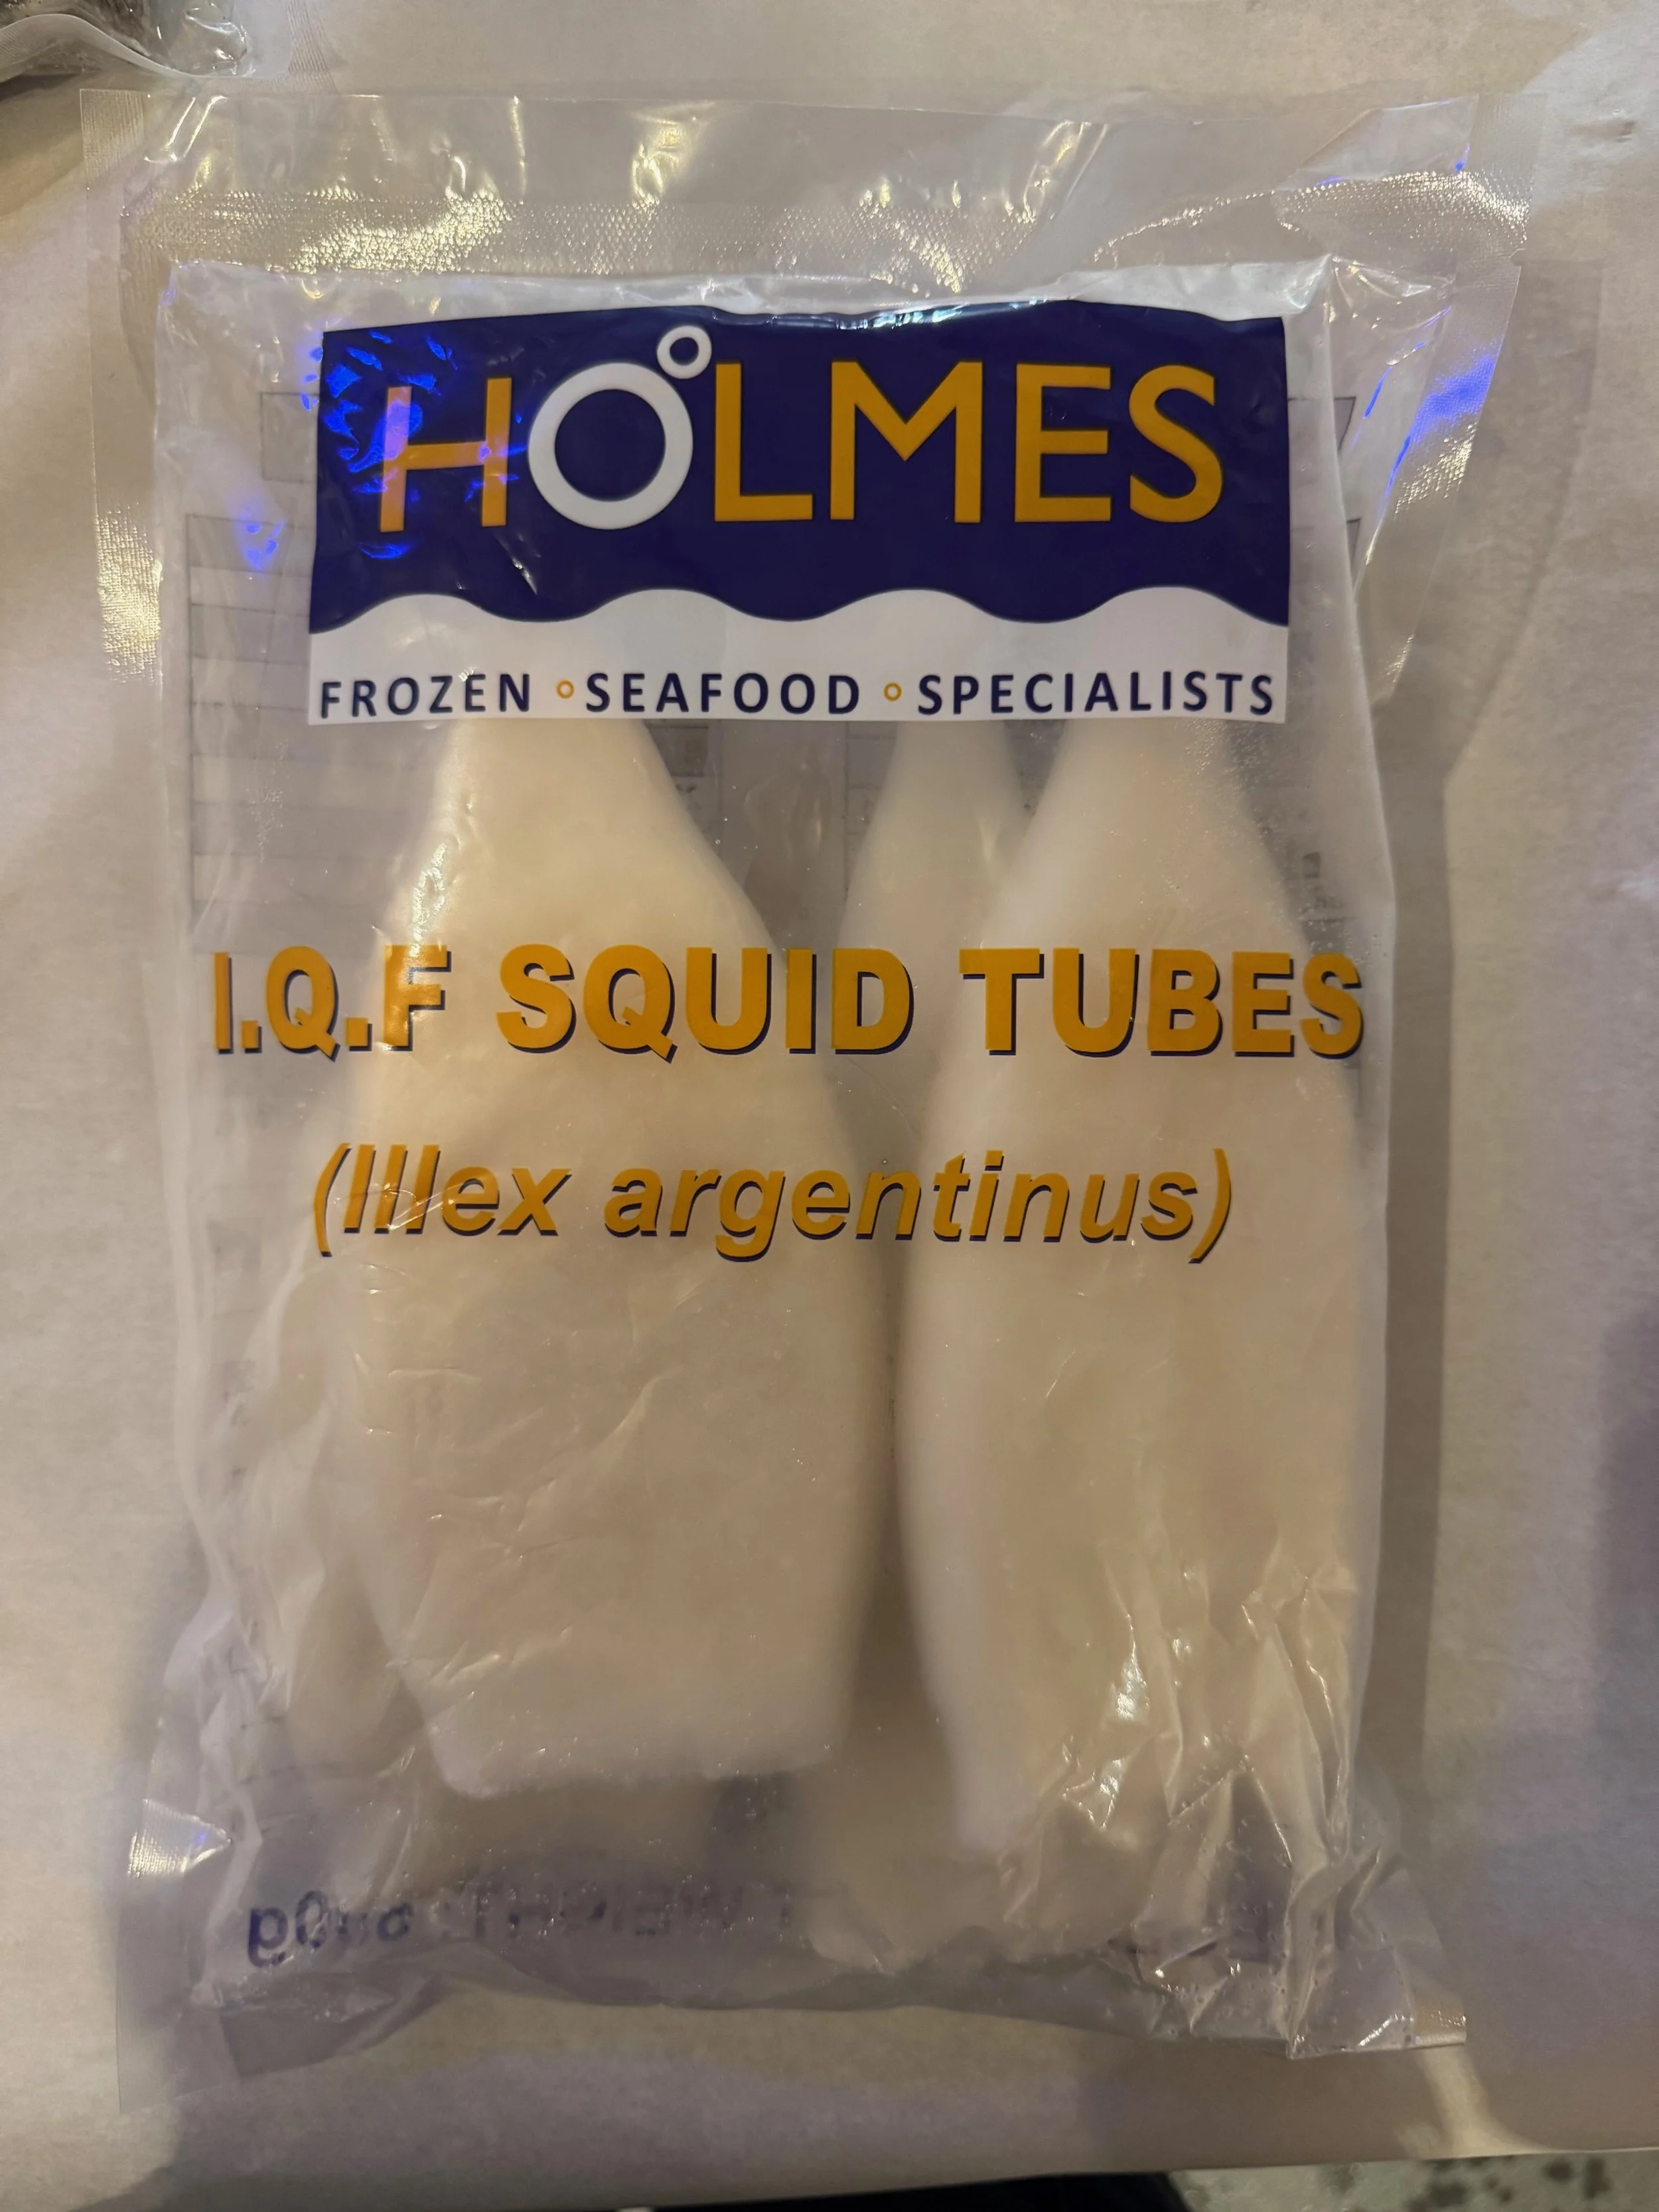 HOLMES
FROZEN SEAFOOD SPECIALISTS
I.Q.F SQUID TUBES
(Illex argentinus)